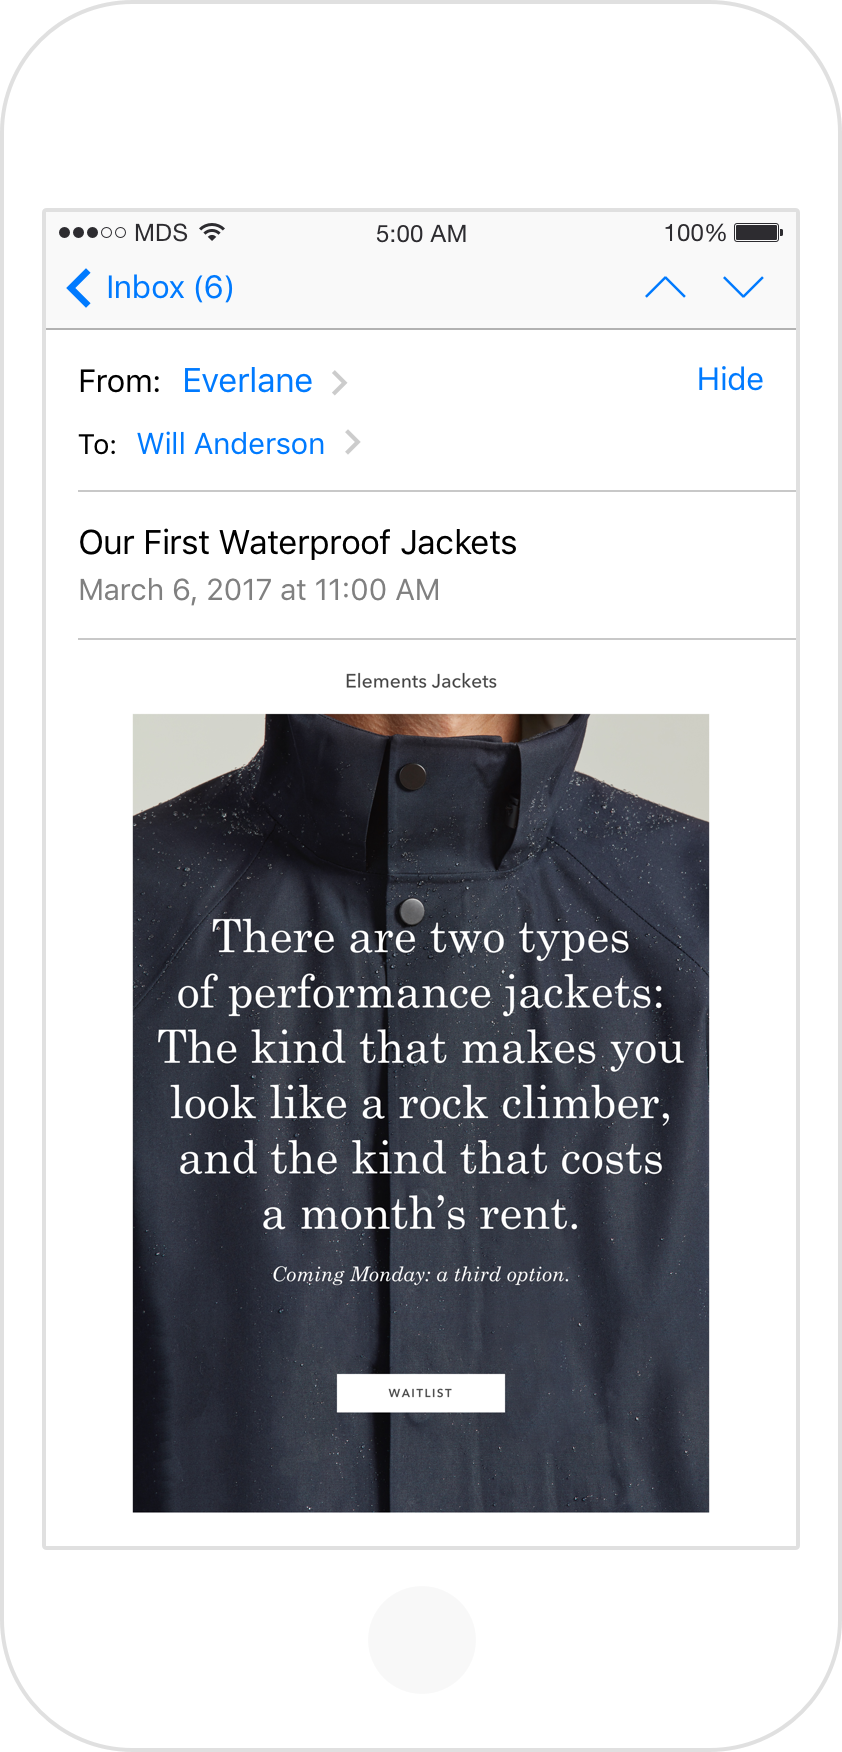 MDS 5:00 AM 100%
Inbox (6)
From: Everlane Hide
To: Will Anderson
Our First Waterproof Jackets
March 6, 2017 at 11:00 AM
Elements Jackets
There are two types
of performance jackets:
The kind that makes you
look like a rock climber,
and the kind that costs
a month’s rent.
Coming Monday: a third option.
WAITLIST